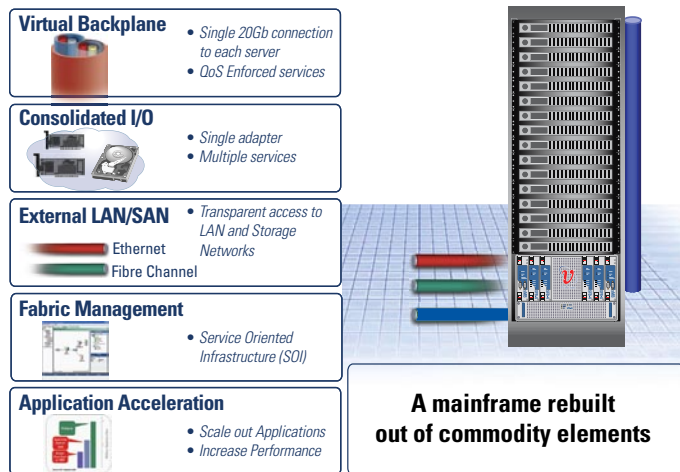 Virtual Backplane
• Single 20Gb connection
to each server
• QoS Enforced services
Consolidated I/O
• Single adapter
• Multiple services
External LAN/SAN
• Transparent access to
LAN and Storage
Networks
Ethernet
Fibre Channel
Fabric Management
• Service Oriented
Infrastructure (SOI)
Application Acceleration
• Scale out Applications
• Increase Performance
v
A mainframe rebuilt
out of commodity elements